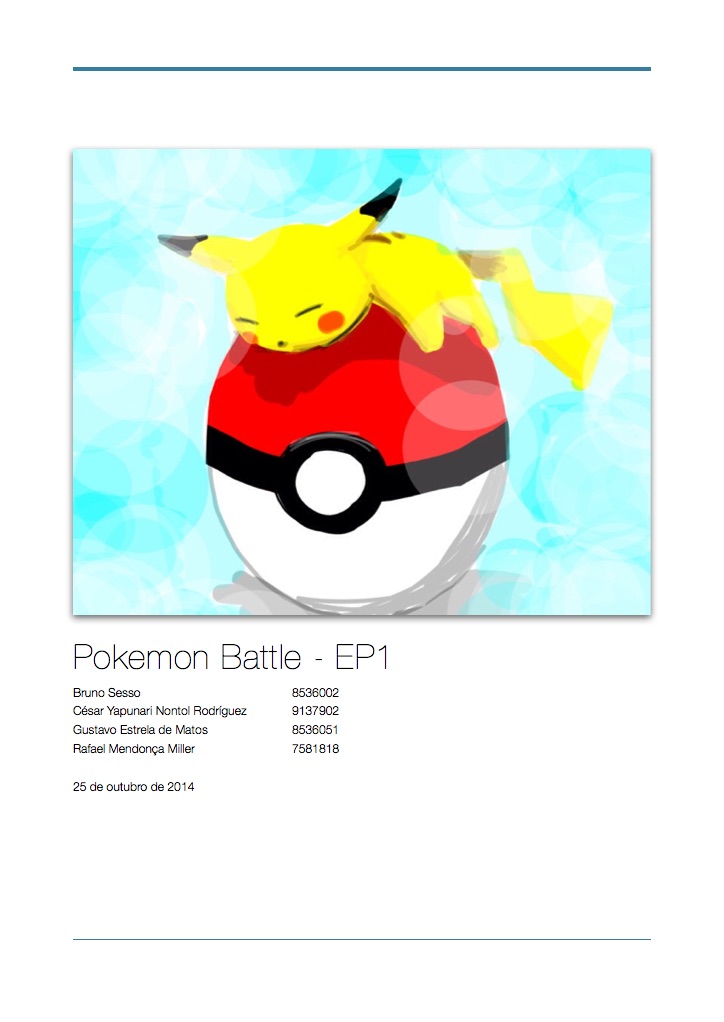 Pokemon Battle - EP1
Bruno Sesso 8536002
César Yapunari Nontol Rodríguez 9137902
Gustavo Estrela de Matos 8536051
Rafael Mendonça Miller 7581818
25 de outubro de 2014